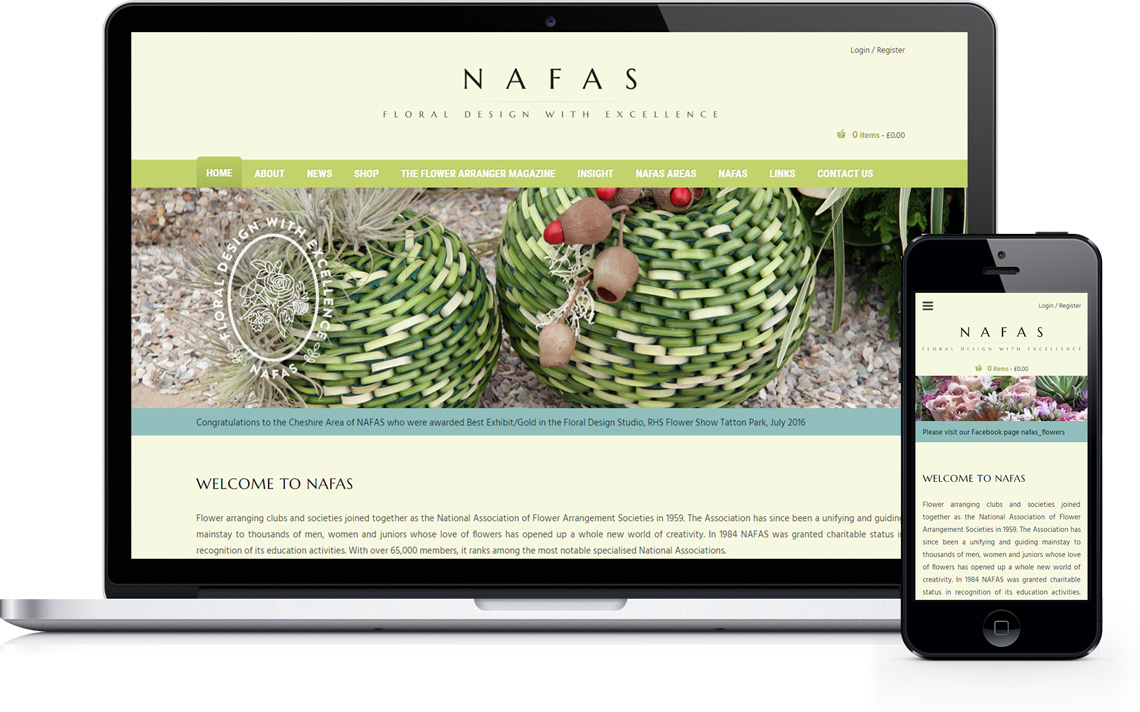 Login / Register
NAFAS
FLORAL DESIGN WITH EXCELLENCE
0 items - £0.00
HOME ABOUT NEWS SHOP THE FLOWER ARRANGER MAGAZINE INSIGHT NAFAS AREAS NAFAS LINKS CONTACT US
FLORAL DESIGN WITH EXCELLENCE
NAFAS
Congratulations to the Cheshire Area of NAFAS who were awarded Best Exhibit/Gold in the Floral Design Studio, RHS Flower Show Tatton Park, July 2016
WELCOME TO NAFAS
Flower arranging clubs and societies joined together as the National Association of Flower Arrangement Societies in 1959. The Association has since been a unifying and guiding
mainstay to thousands of men, women and juniors whose love of flowers has opened up a whole new world of creativity. In 1984 NAFAS was granted charitable status
recognition of its education activities. With over 65,000 members, it ranks among the most notable specialised National Associations.
Login / Register
NAFAS
FLORAL DESIGN WITH EXCELLENCE
0 items - £0.00
Please visit our Facebook page nafas_flowers
WELCOME TO NAFAS
Flower arranging clubs and societies joined
together as the National Association of Flower
Arrangement Societies in 1959. The Association has
since been a unifying and guiding mainstay to
thousands of men, women and juniors whose love
of flowers has opened up a whole new world of
creativity. In 1984 NAFAS was granted charitable
status in recognition of its education activities.